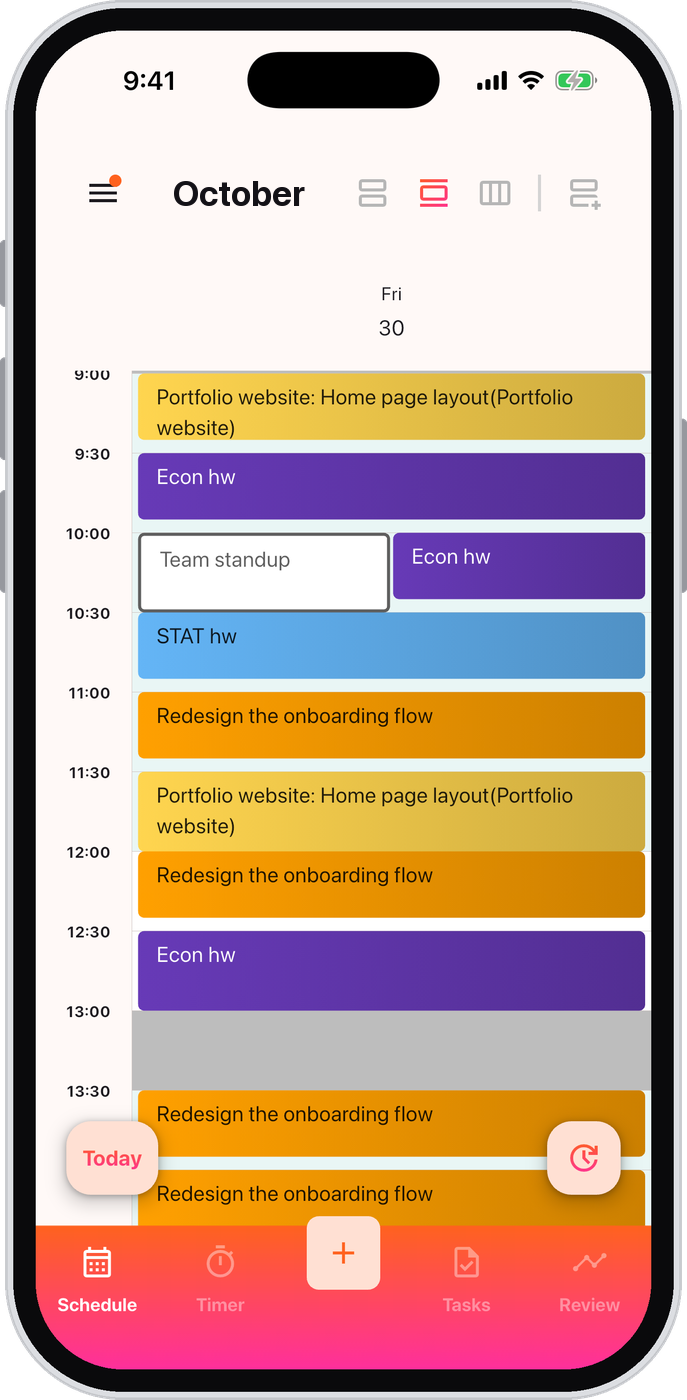 9:41
October
Fri
30
9:00
Portfolio website: Home page layout(Portfolio
website)
9:30
Econ hw
10:00
Team standup
Econ hw
10:30
STAT hw
11:00
Redesign the onboarding flow
11:30
Portfolio website: Home page layout(Portfolio
website)
12:00
Redesign the onboarding flow
12:30
Econ hw
13:00
13:30
Redesign the onboarding flow
Today
Redesign the onboarding flow
Schedule
Timer
Tasks
Review